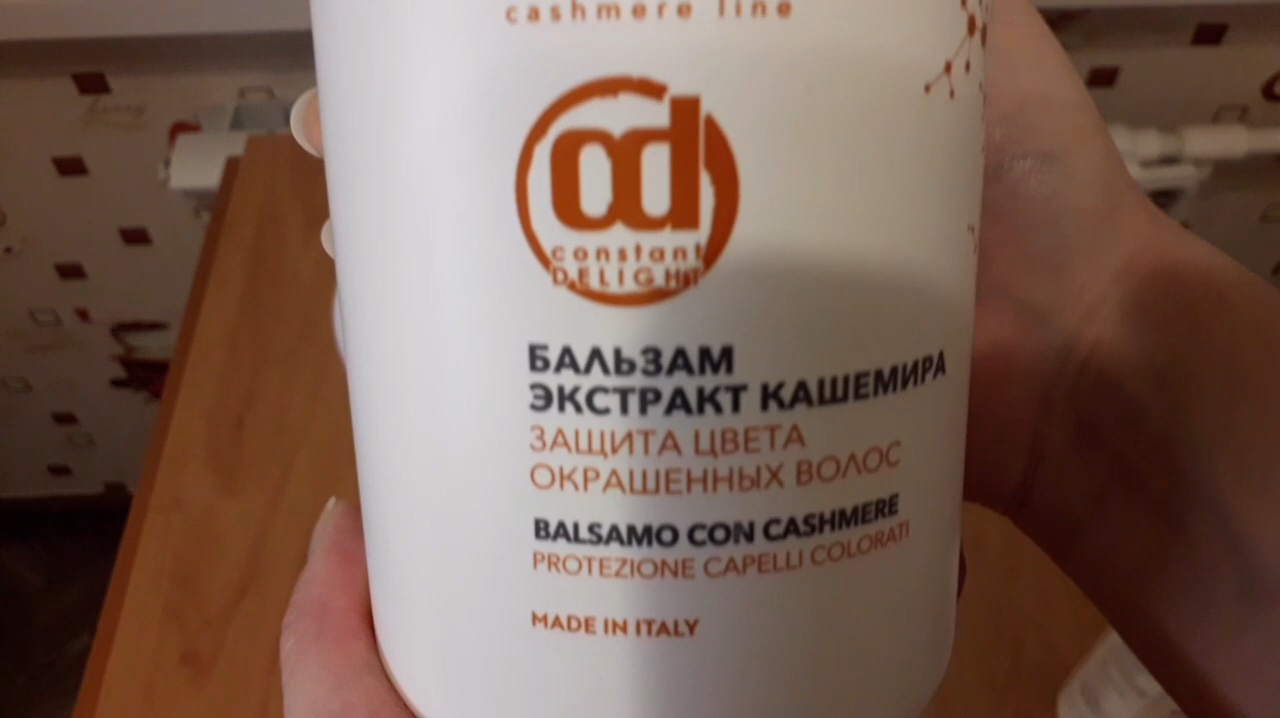 cashmere line
cd
constant
DELIGHT
БАЛЬЗАМ
ЭКСТРАКТ КАШЕМИРА
ЗАЩИТА ЦВЕТА
ОКРАШЕННЫХ ВОЛОС
BALSAMO CON CASHMERE
PROTEZIONE CAPELLI COLORATI
MADE IN ITALY